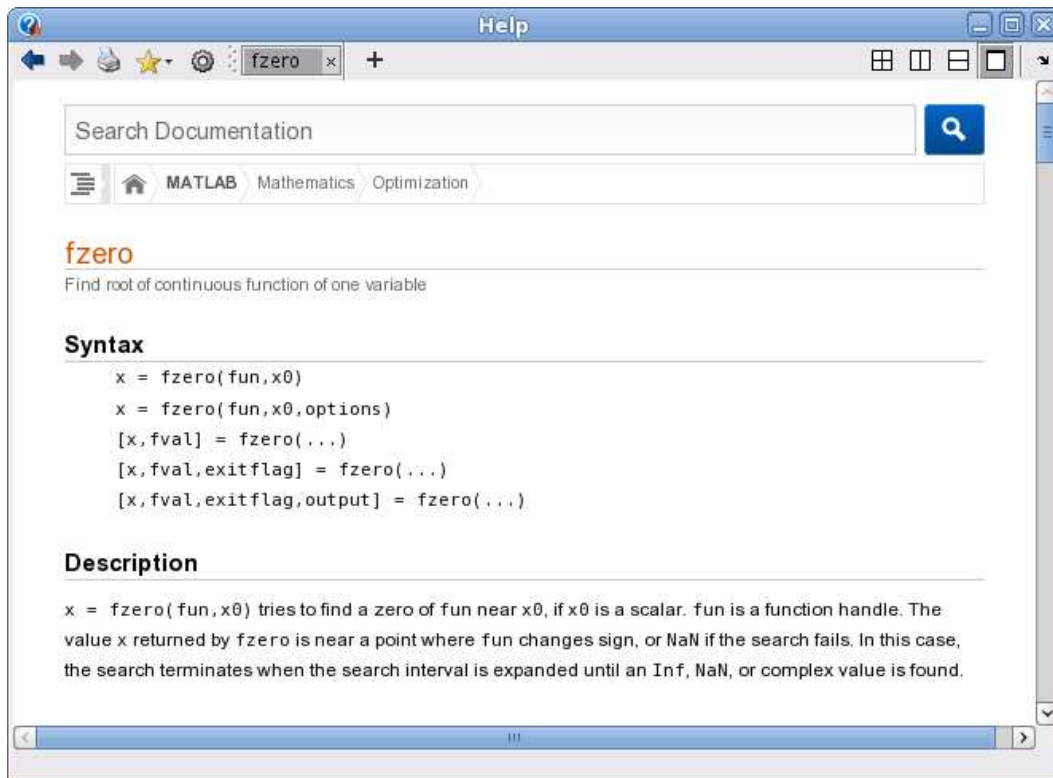 Help
fzero
Search Documentation
MATLAB Mathematics Optimization
fzero
Find root of continuous function of one variable
Syntax
x = fzero(fun,x0)
x = fzero(fun,x0,options)
[x,fval] = fzero(...)
[x,fval,exitflag] = fzero(...)
[x,fval,exitflag,output] = fzero(...)
Description
x = fzero(fun,x0) tries to find a zero of fun near x0, if x0 is a scalar. fun is a function handle. The
value x returned by fzero is near a point where fun changes sign, or NaN if the search fails. In this case,
the search terminates when the search interval is expanded until an Inf, NaN, or complex value is found.